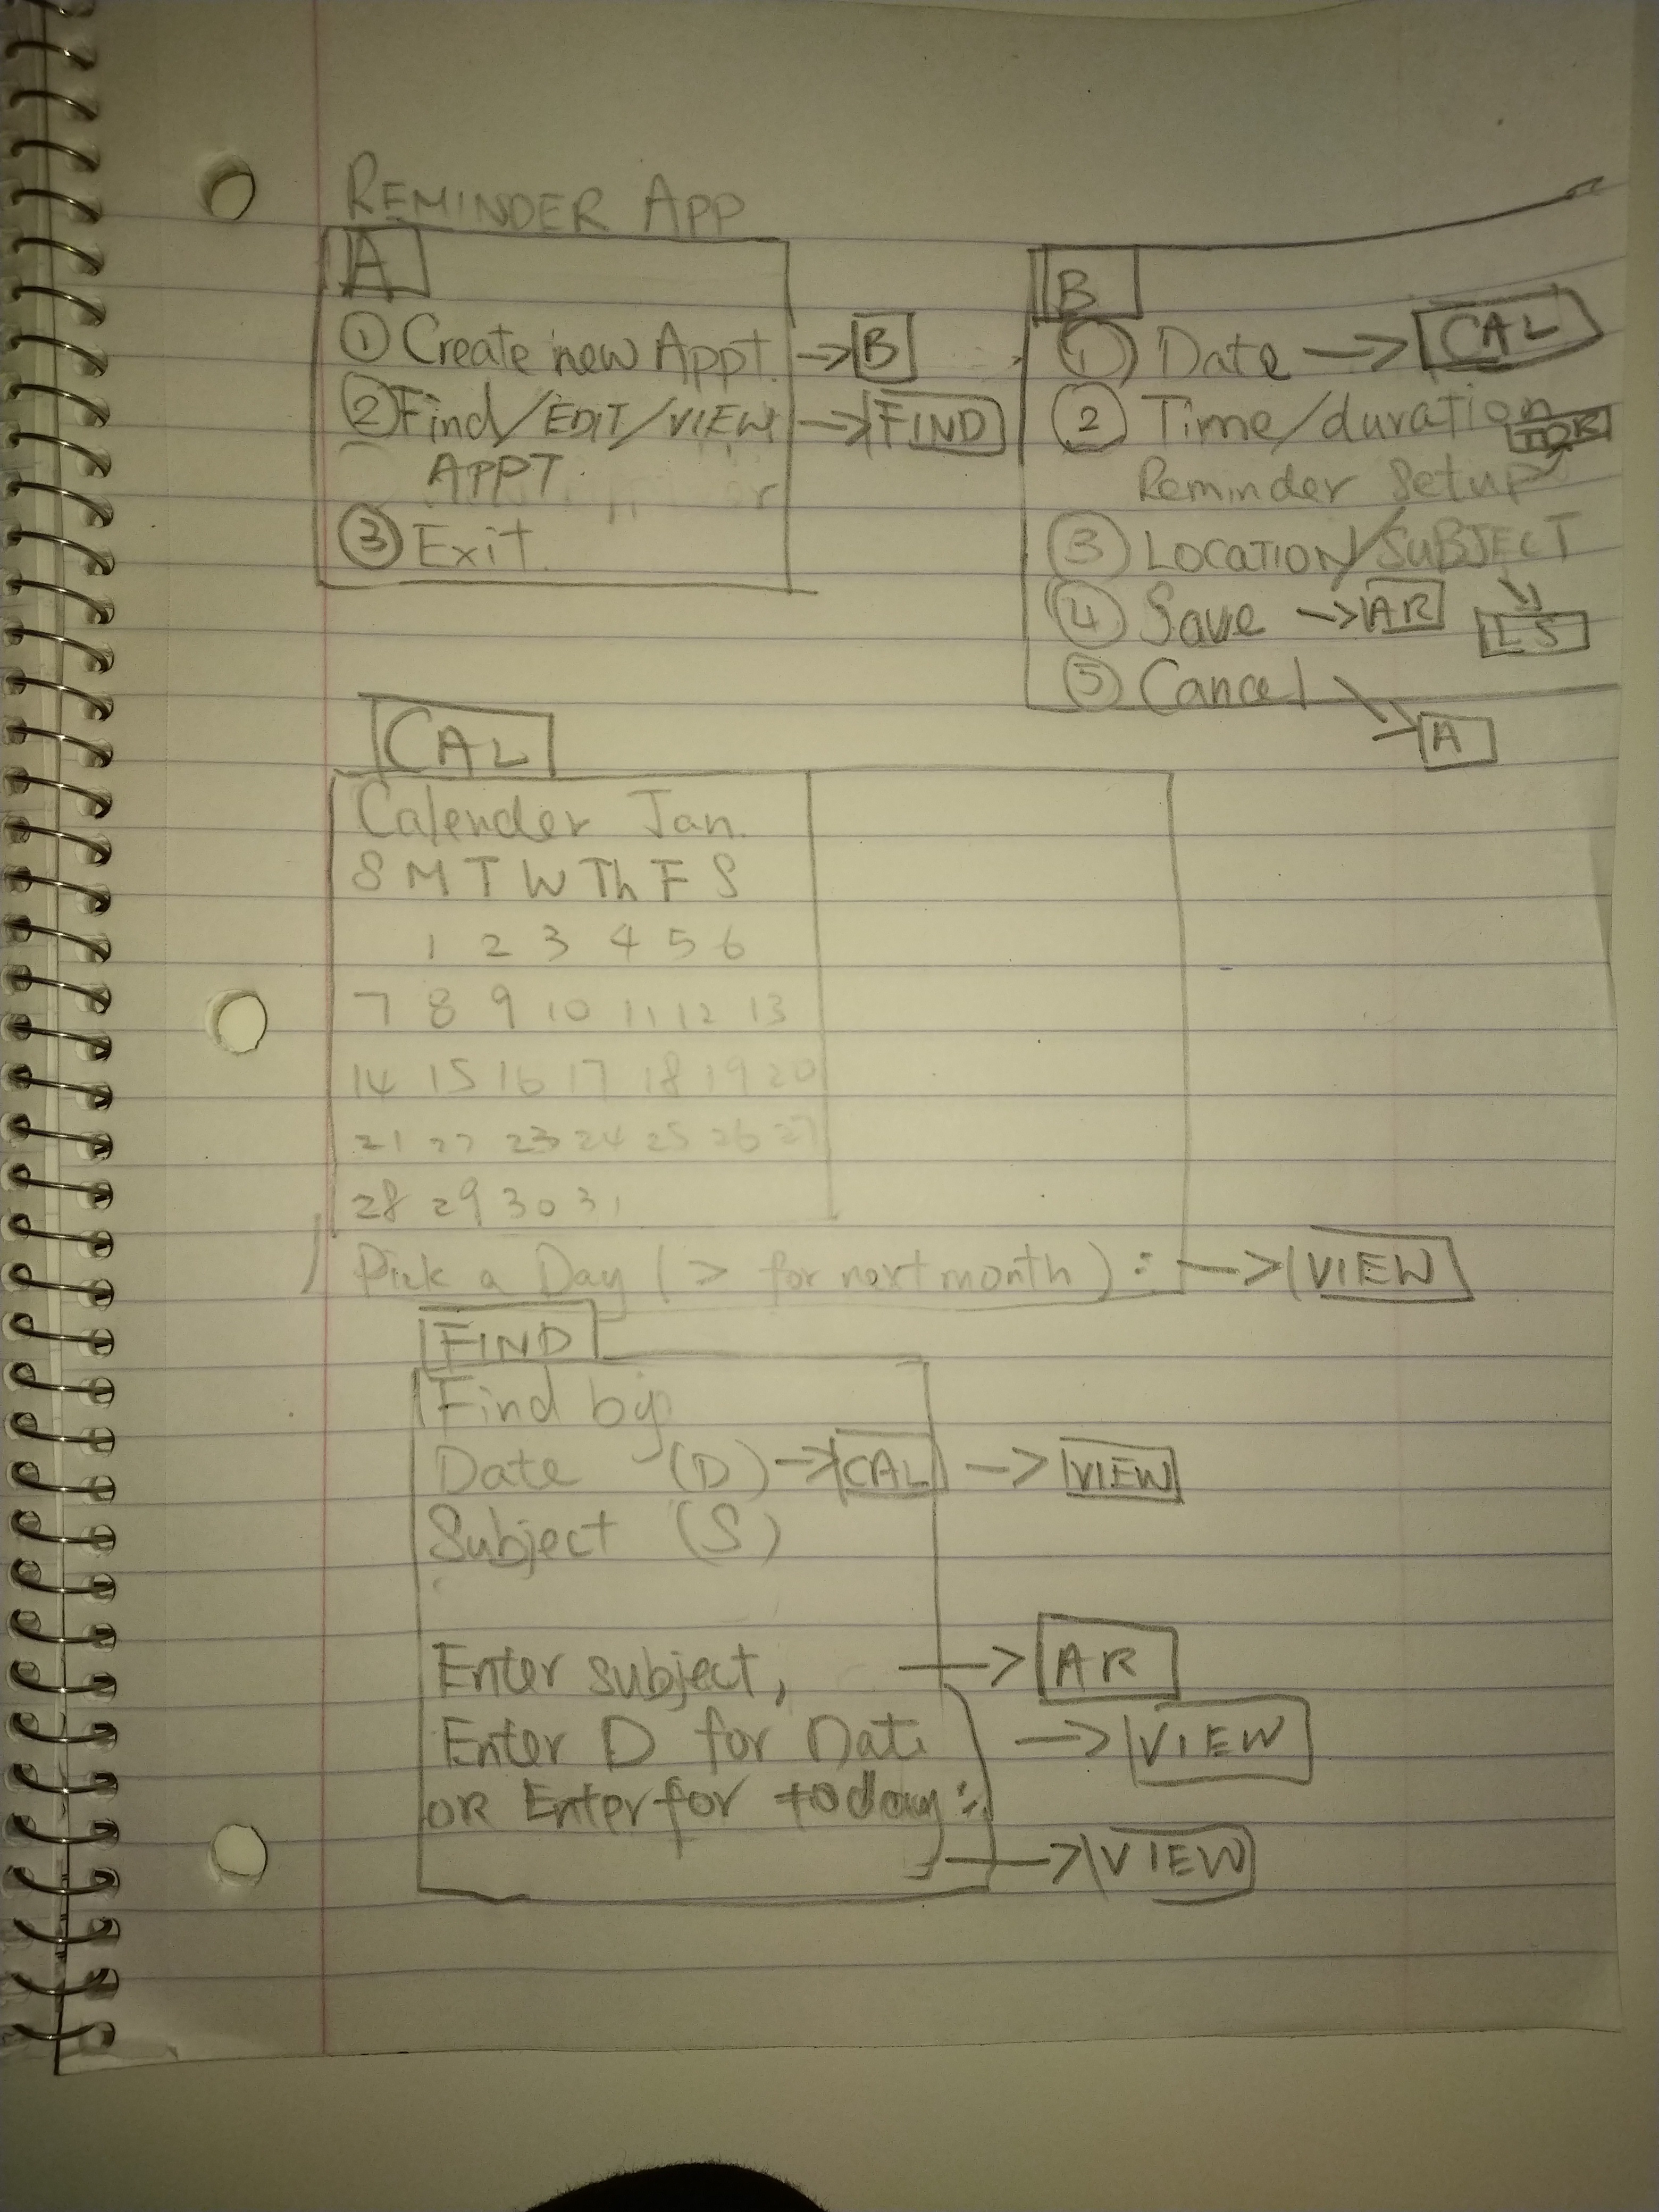 REMINDER APP
A
① Create new Appt. → B
② Find/EDIT/VIEW → FIND
APPT.
③ Exit
B
① Date → CAL
② Time/duration TDR
Reminder Setup
③ LOCATION/SUBJECT
④ Save → AR
ES
⑤ Cancel → A
CAL
Calender Jan.
S M T W Th F S
1 2 3 4 5 6
7 8 9 10 11 12 13
14 15 16 17 18 19 20
21 22 23 24 25 26 27
28 29 30 31
Pick a Day ( > for next month ) : → VIEW
FIND
Find by
Date (D) → CAL → VIEW
Subject (S)
Enter subject, → AR
Enter D for Date → VIEW
OR Enter for today: → VIEW